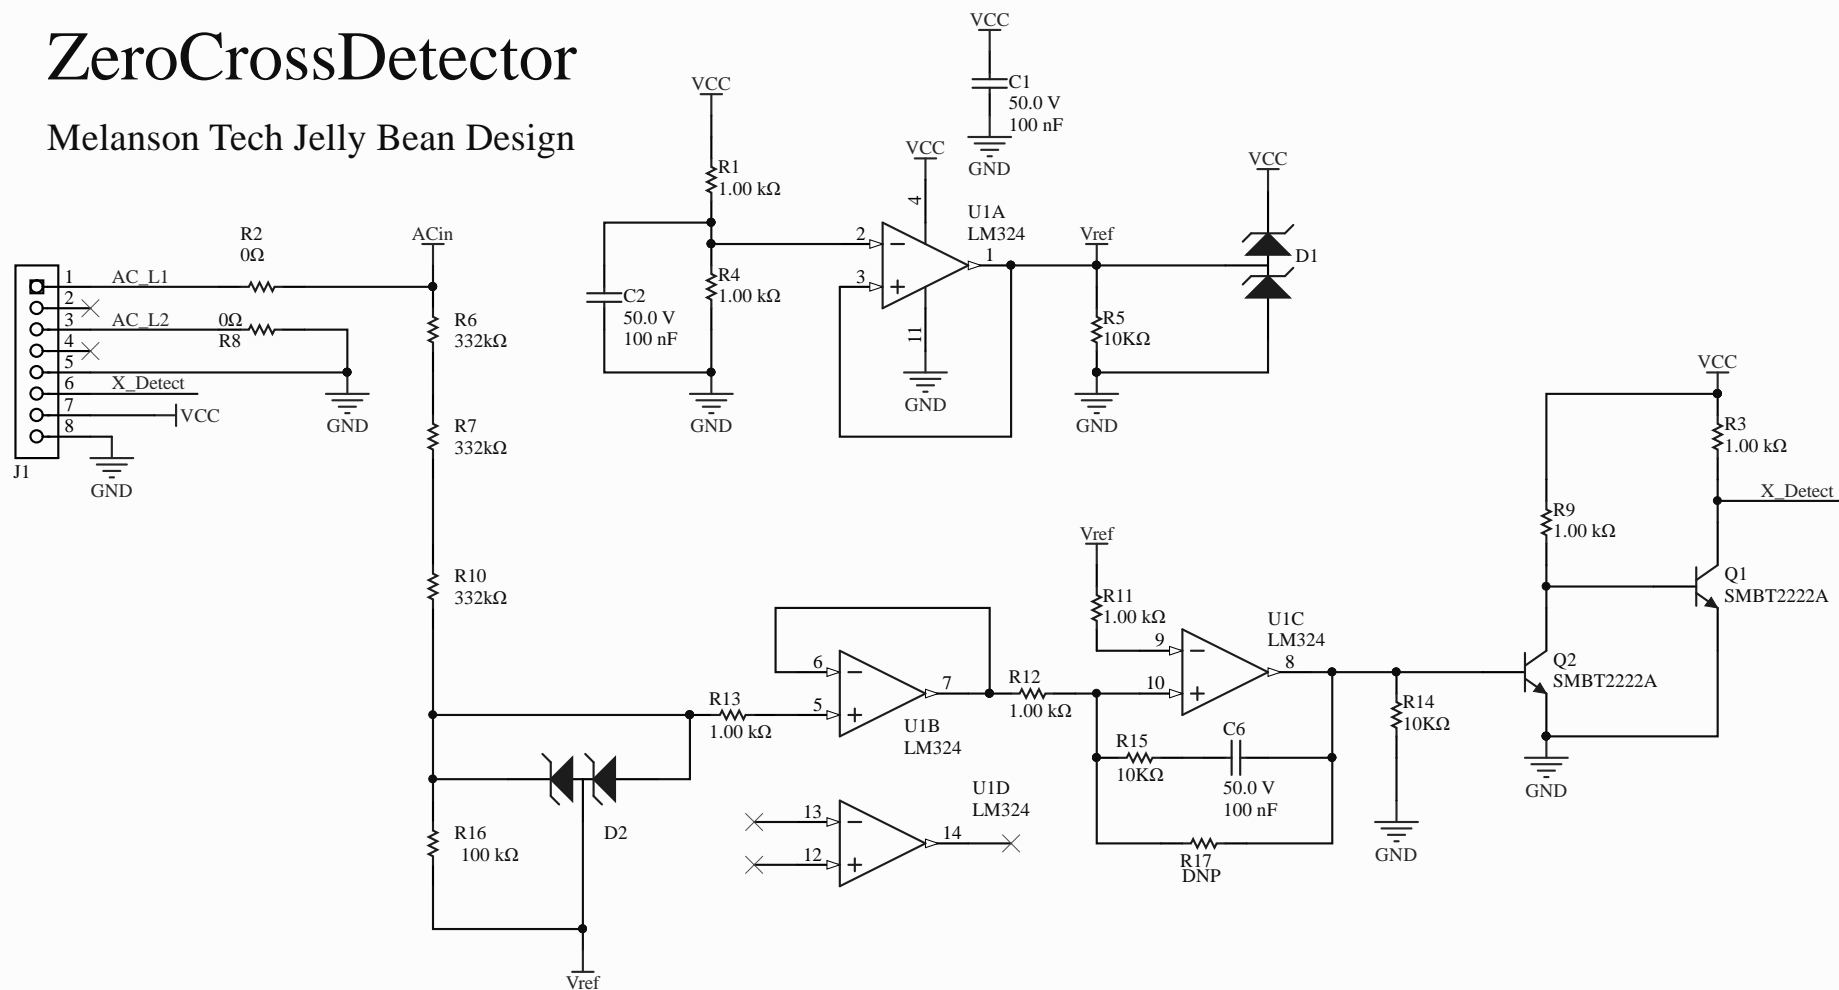 ZeroCrossDetector
Melanson Tech Jelly Bean Design
VCC
C1
50.0 V
100 nF
GND
VCC
R1
1.00 kΩ
R4
1.00 kΩ
C2
50.0 V
100 nF
GND
VCC
4
U1A
LM324
2
3
1
11
GND
Vref
R5
10KΩ
GND
VCC
D1
R2
0Ω
ACin
1
AC_L1
2
3
AC_L2
0Ω
R8
4
5
6
X_Detect
7
VCC
8
J1
GND
GND
R6
332kΩ
R7
332kΩ
R10
332kΩ
R16
100 kΩ
D2
Vref
R13
1.00 kΩ
6
5
7
U1B
LM324
R12
1.00 kΩ
Vref
R11
1.00 kΩ
9
10
8
U1C
LM324
R15
10KΩ
C6
50.0 V
100 nF
R17
DNP
U1D
LM324
13
12
14
R14
10KΩ
GND
VCC
R3
1.00 kΩ
X_Detect
R9
1.00 kΩ
Q1
SMBT2222A
Q2
SMBT2222A
GND